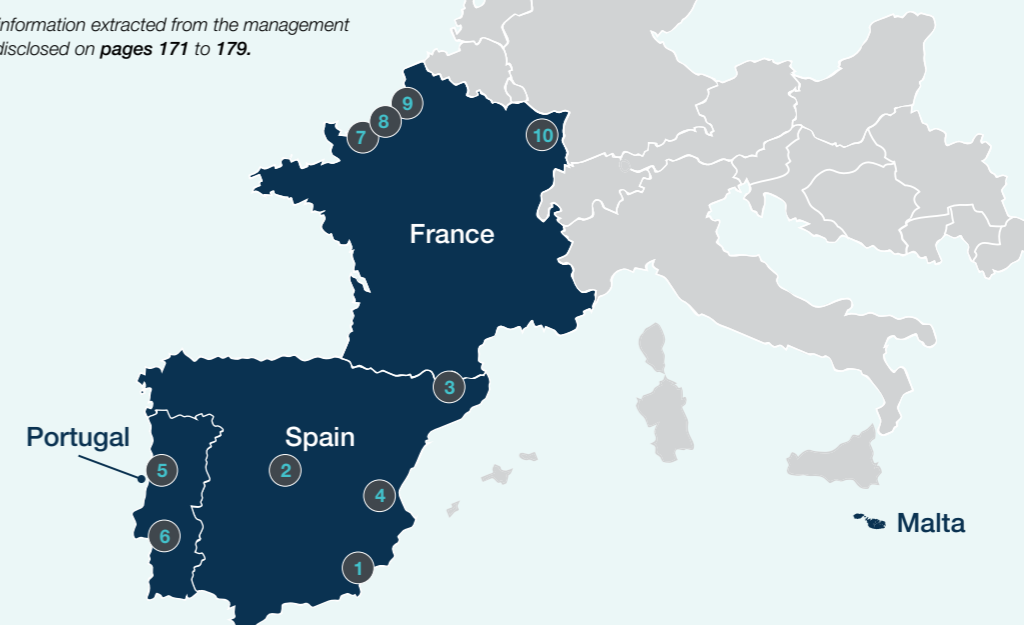 information extracted from the management
disclosed on pages 171 to 179.
9
8
7
10
France
3
Portugal
Spain
5
2
4
6
Malta
1